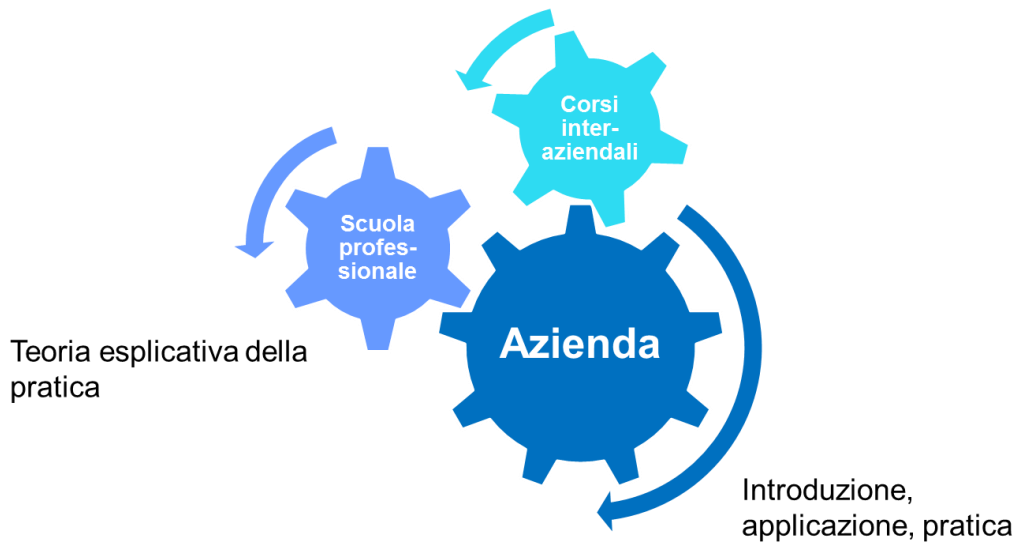 Corsi
inter-
aziendali
Scuola
profes-
sionale
Azienda
Teoria esplicativa della
pratica
Introduzione,
applicazione, pratica